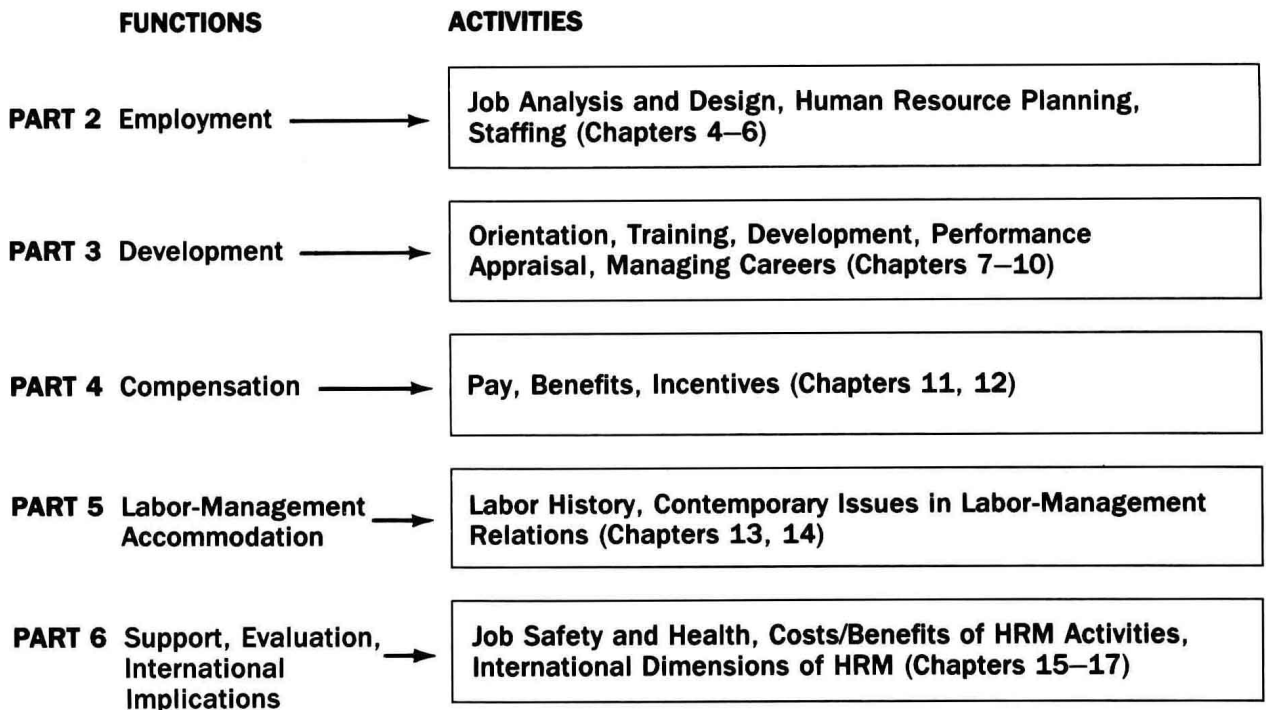 FUNCTIONS ACTIVITIES
PART 2 Employment
Job Analysis and Design, Human Resource Planning,
Staffing (Chapters 4–6)
PART 3 Development
Orientation, Training, Development, Performance
Appraisal, Managing Careers (Chapters 7–10)
PART 4 Compensation
Pay, Benefits, Incentives (Chapters 11, 12)
PART 5 Labor-Management
Accommodation
Labor History, Contemporary Issues in Labor-Management
Relations (Chapters 13, 14)
PART 6 Support, Evaluation,
International
Implications
Job Safety and Health, Costs/Benefits of HRM Activities,
International Dimensions of HRM (Chapters 15–17)